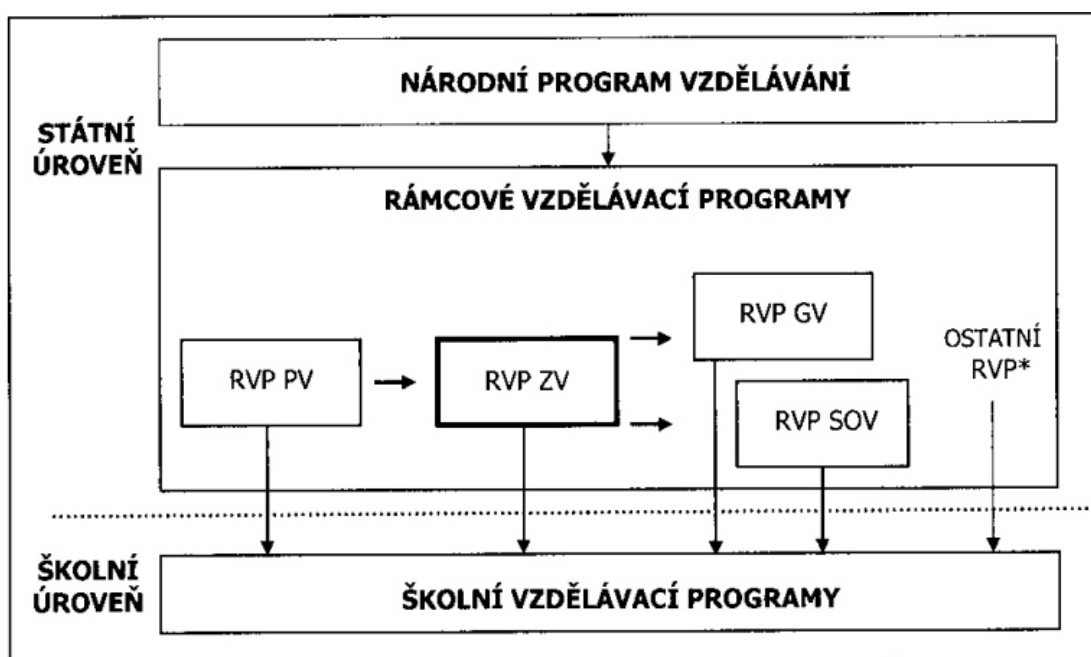 NÁRODNÍ PROGRAM VZDĚLÁVÁNÍ
STÁTNÍ
ÚROVEŇ
RÁMCOVÉ VZDĚLÁVACÍ PROGRAMY
RVP GV
RVP PV
RVP ZV
OSTATNÍ
RVP*
RVP SOV
ŠKOLNÍ
ÚROVEŇ
ŠKOLNÍ VZDĚLÁVACÍ PROGRAMY